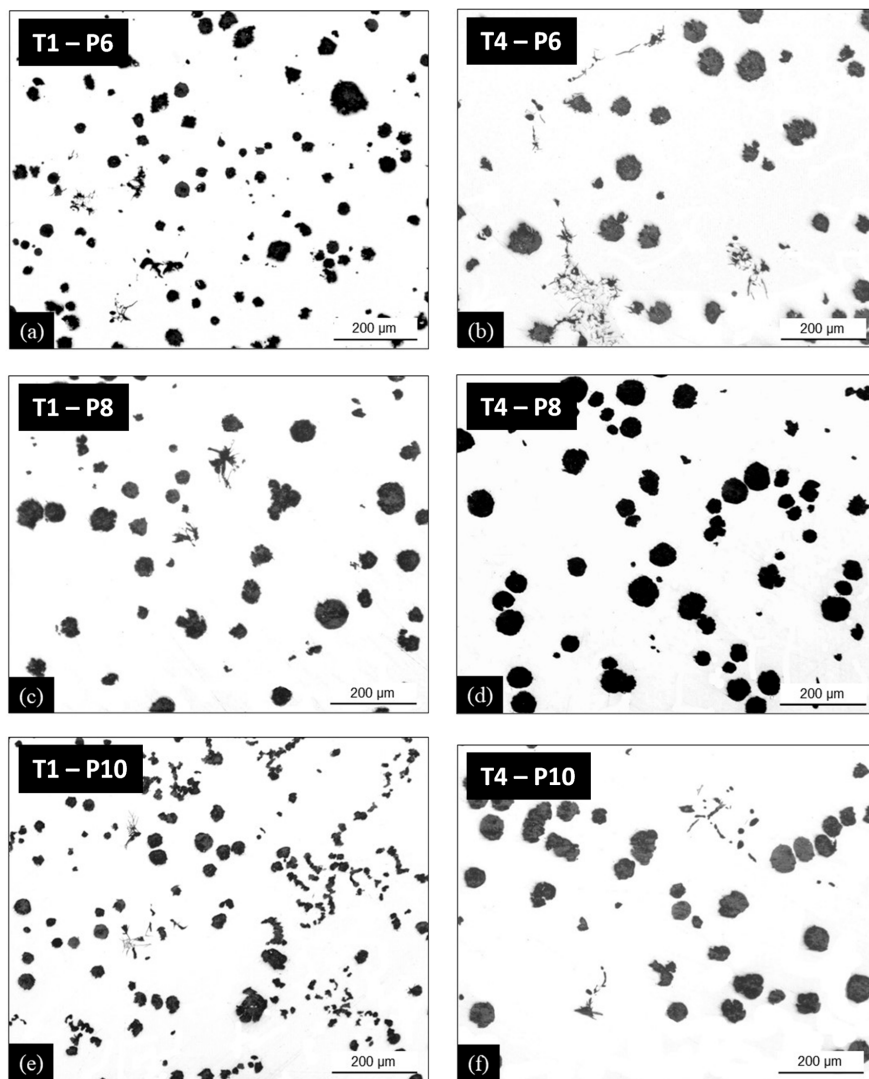 T1 – P6
T4 – P6
(a)
200 µm
(b)
200 µm
T1 – P8
T4 – P8
(c)
200 µm
(d)
200 µm
T1 – P10
T4 – P10
(e)
200 µm
(f)
200 µm